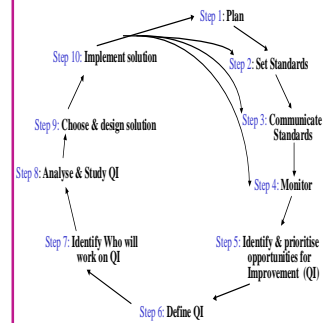 Step 1: Plan
Step 2: Set Standards
Step 3: Communicate
Standards
Step 4: Monitor
Step 5: Identify & prioritise
opportunities for
Improvement (QI)
Step 6: Define QI
Step 7: Identify Who will
work on QI
Step 8: Analyse & Study QI
Step 9: Choose & design solution
Step 10: Implement solution